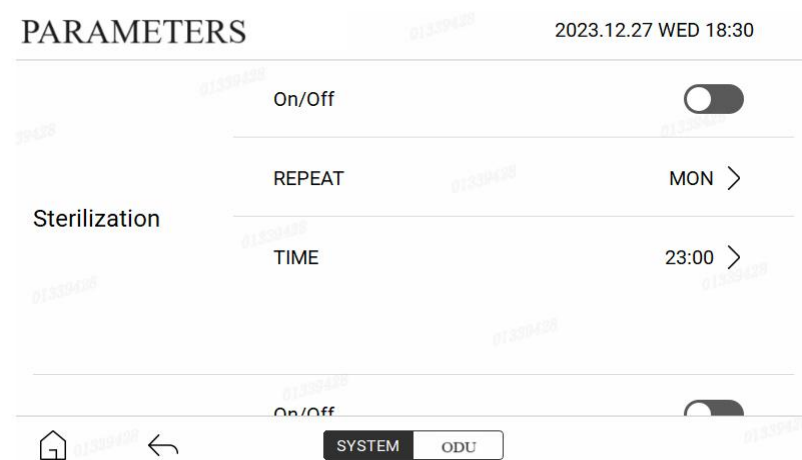 PARAMETERS
2023.12.27 WED 18:30
On/Off
REPEAT
MON
Sterilization
TIME
23:00
On/Off
SYSTEM
ODU